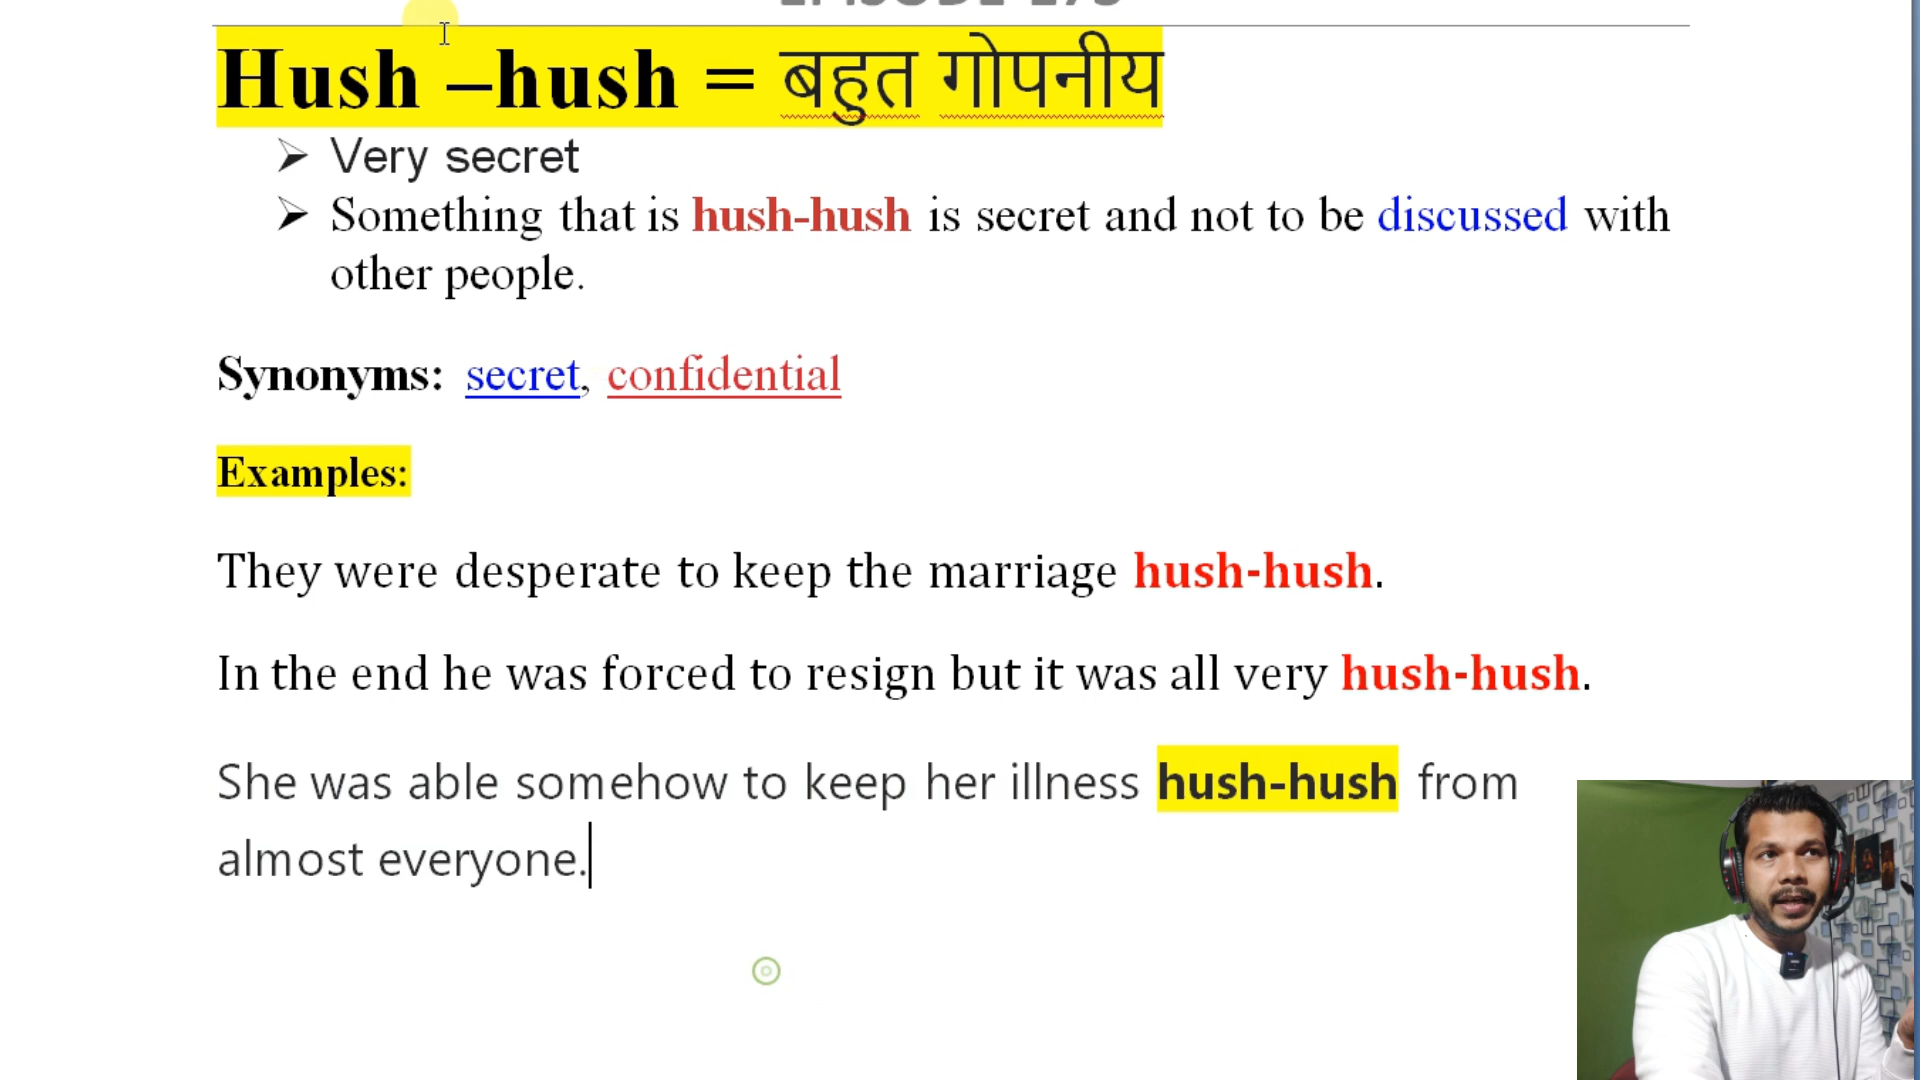 Hush –hush = बहुत गोपनीय
➢ Very secret
➢ Something that is hush-hush is secret and not to be discussed with
other people.
Synonyms: secret, confidential
Examples:
They were desperate to keep the marriage hush-hush.
In the end he was forced to resign but it was all very hush-hush.
She was able somehow to keep her illness hush-hush from
almost everyone.